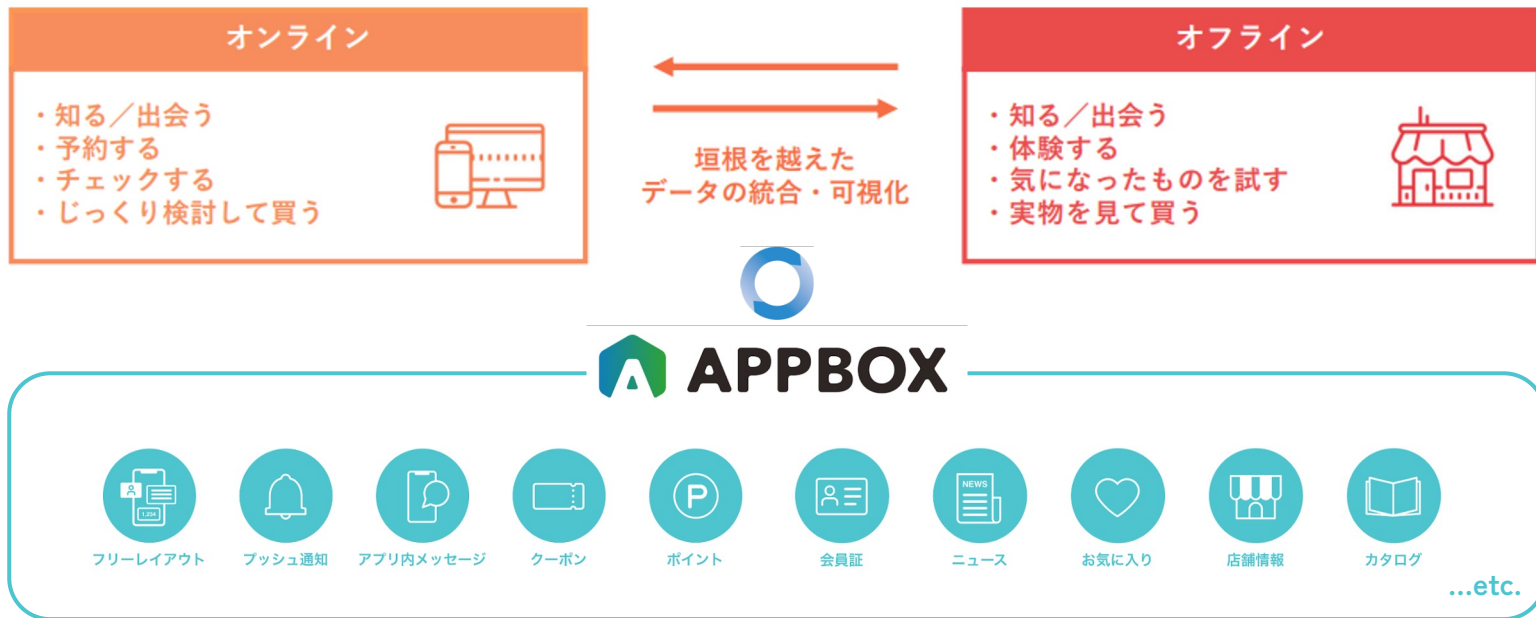 オンライン
・知る／出会う
・予約する
・チェックする
・じっくり検討して買う
垣根を越えた
データの統合・可視化
オフライン
・知る／出会う
・体験する
・気になったものを試す
・実物を見て買う
APPBOX
1,234
P
NEWS
フリーレイアウト
プッシュ通知
アプリ内メッセージ
クーポン
ポイント
会員証
ニュース
お気に入り
店舗情報
カタログ
...etc.